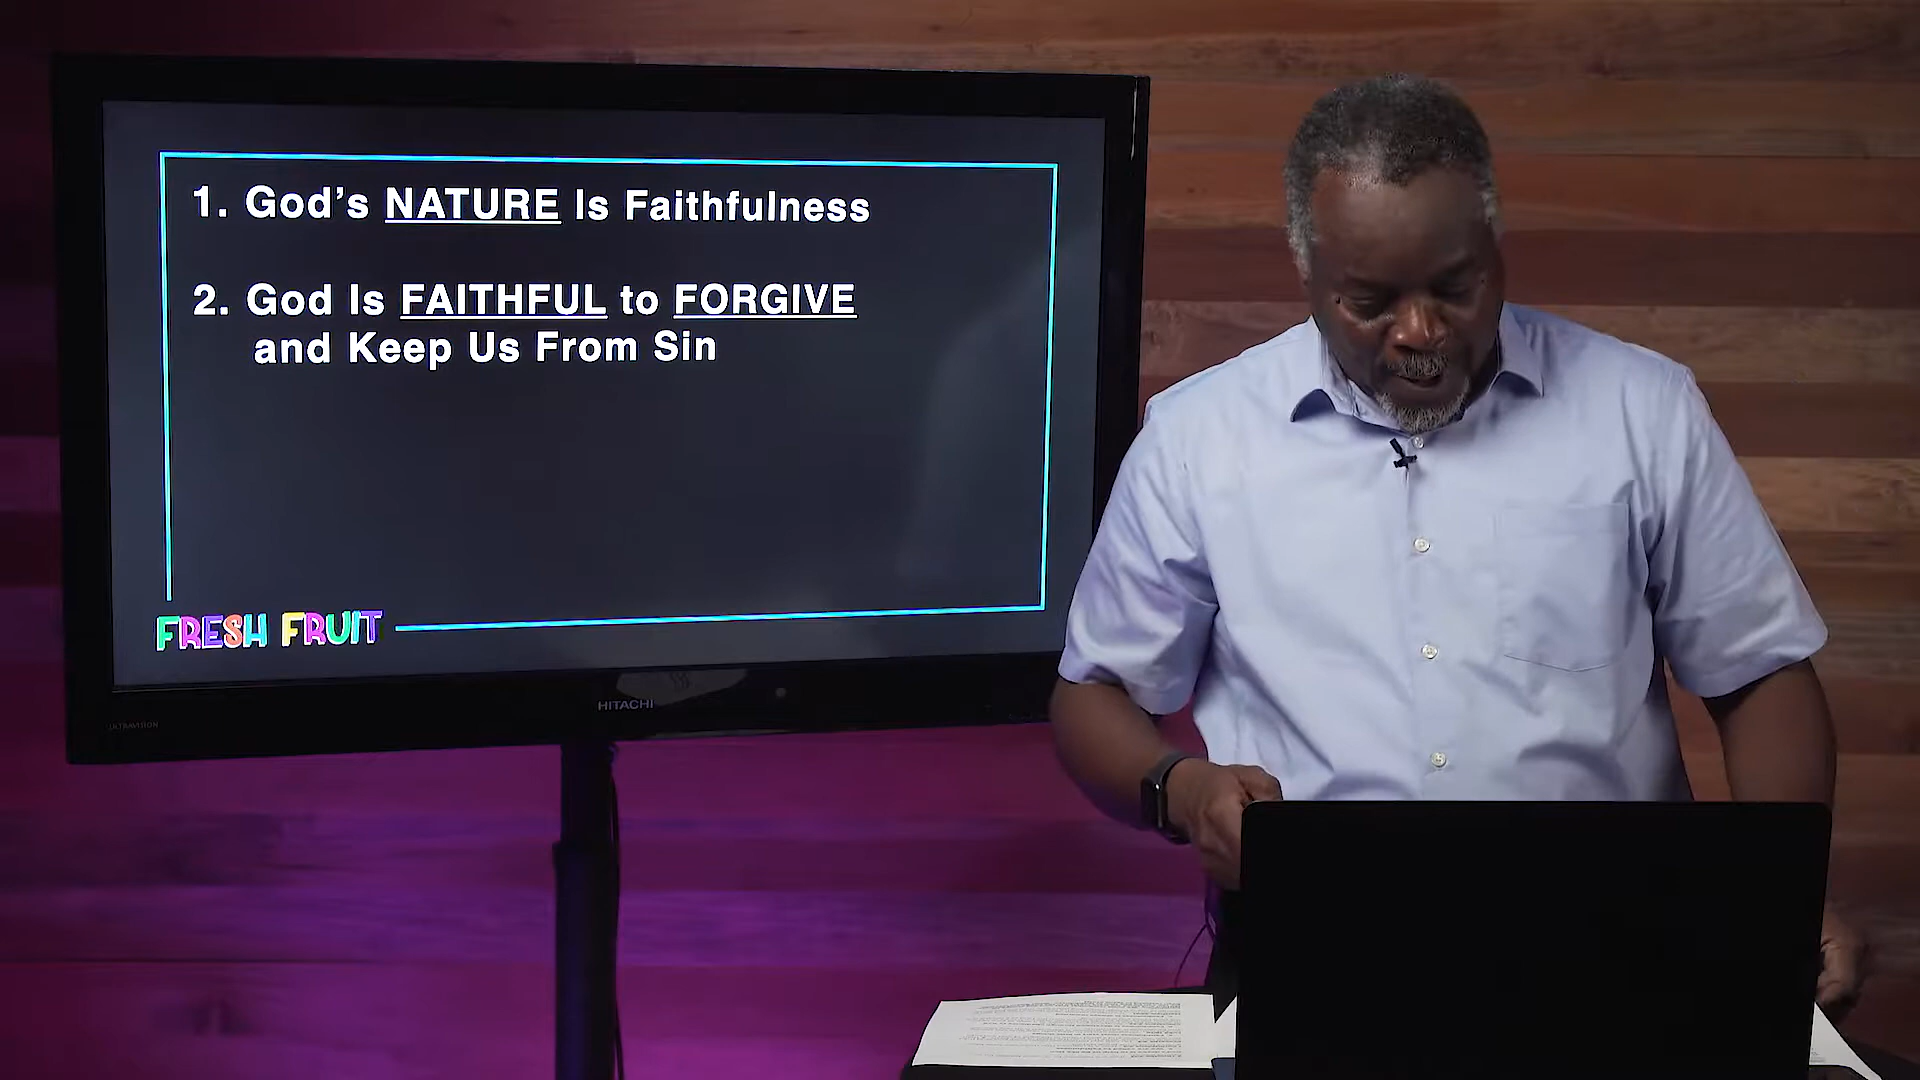 1. God's NATURE Is Faithfulness
2. God Is FAITHFUL to FORGIVE
and Keep Us From Sin
FRESH FRUIT
HITACHI
ULTRAVISION